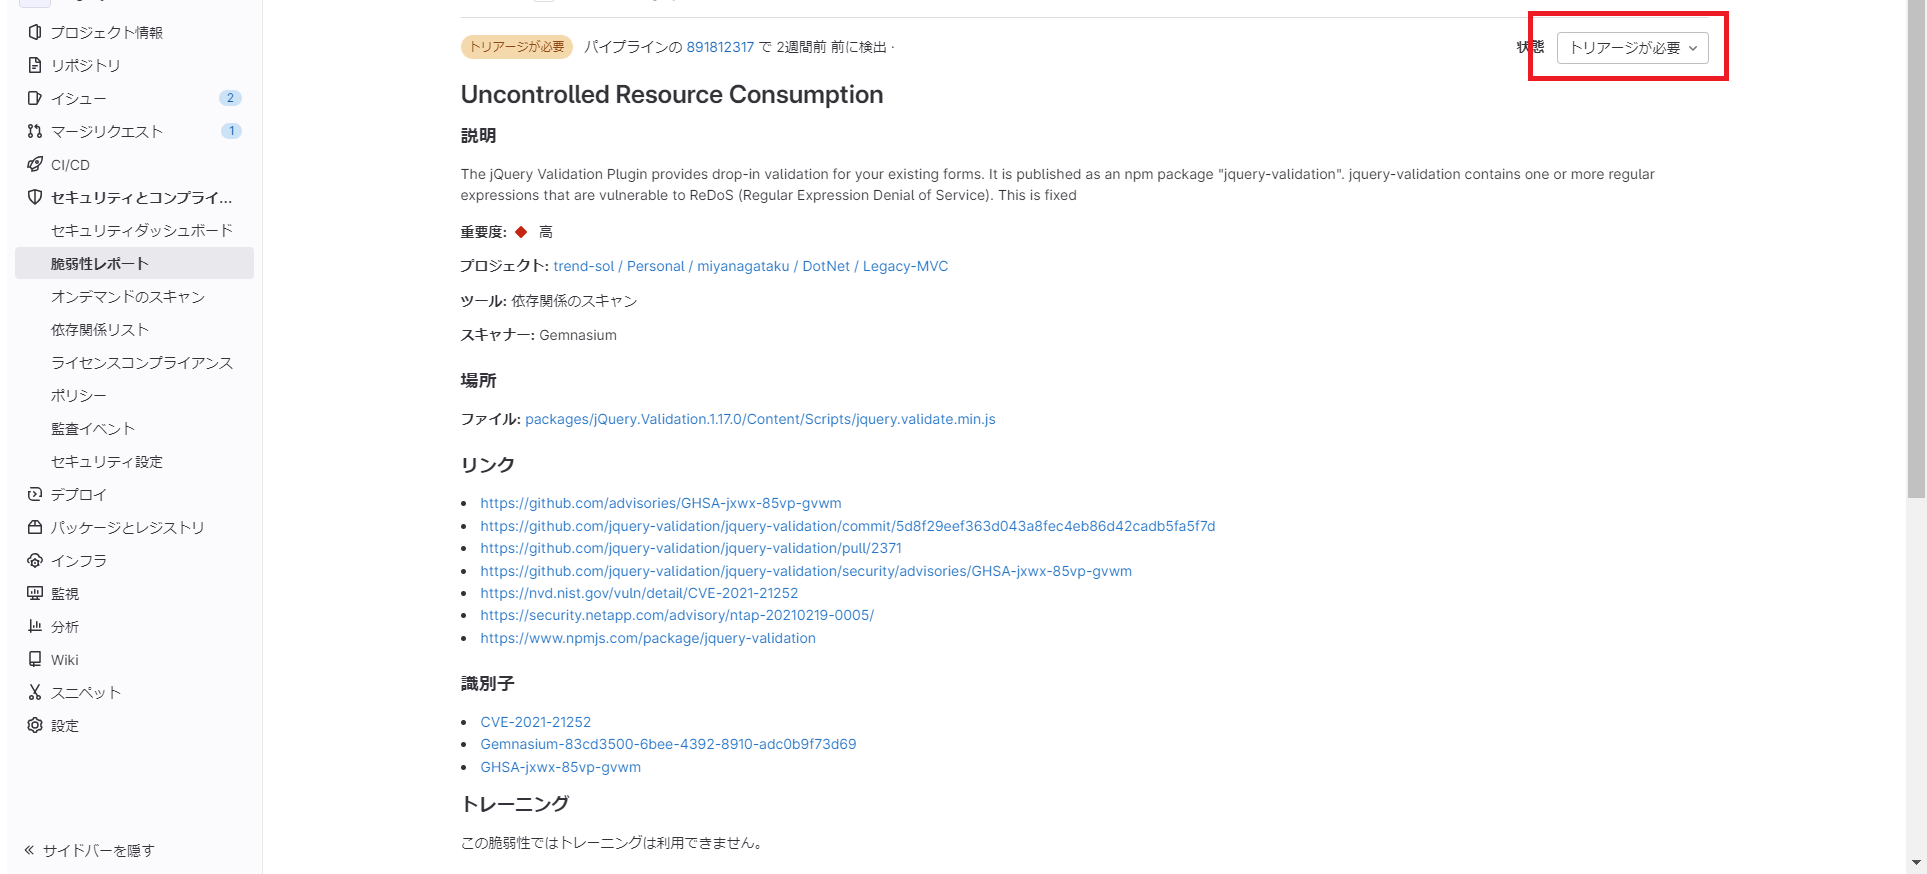 プロジェクト情報
リポジトリ
イシュー 2
マージリクエスト 1
CI/CD
セキュリティとコンプライ...
セキュリティダッシュボード
脆弱性レポート
オンデマンドのスキャン
依存関係リスト
ライセンスコンプライアンス
ポリシー
監査イベント
セキュリティ設定
デプロイ
パッケージとレジストリ
インフラ
監視
分析
Wiki
スニペット
設定
« サイドバーを隠す
トリアージが必要 パイプラインの 891812317 で 2週間前 前に検出 ·
状態 トリアージが必要
Uncontrolled Resource Consumption
説明
The jQuery Validation Plugin provides drop-in validation for your existing forms. It is published as an npm package "jquery-validation". jquery-validation contains one or more regular
expressions that are vulnerable to ReDoS (Regular Expression Denial of Service). This is fixed
重要度: 高
プロジェクト: trend-sol / Personal / miyanagataku / DotNet / Legacy-MVC
ツール: 依存関係のスキャン
スキャナー: Gemnasium
場所
ファイル: packages/jQuery.Validation.1.17.0/Content/Scripts/jquery.validate.min.js
リンク
• https://github.com/advisories/GHSA-jxwx-85vp-gvwm
• https://github.com/jquery-validation/jquery-validation/commit/5d8f29eef363d043a8fec4eb86d42cadb5fa5f7d
• https://github.com/jquery-validation/jquery-validation/pull/2371
• https://github.com/jquery-validation/jquery-validation/security/advisories/GHSA-jxwx-85vp-gvwm
• https://nvd.nist.gov/vuln/detail/CVE-2021-21252
• https://security.netapp.com/advisory/ntap-20210219-0005/
• https://www.npmjs.com/package/jquery-validation
識別子
• CVE-2021-21252
• Gemnasium-83cd3500-6bee-4392-8910-adc0b9f73d69
• GHSA-jxwx-85vp-gvwm
トレーニング
この脆弱性ではトレーニングは利用できません。